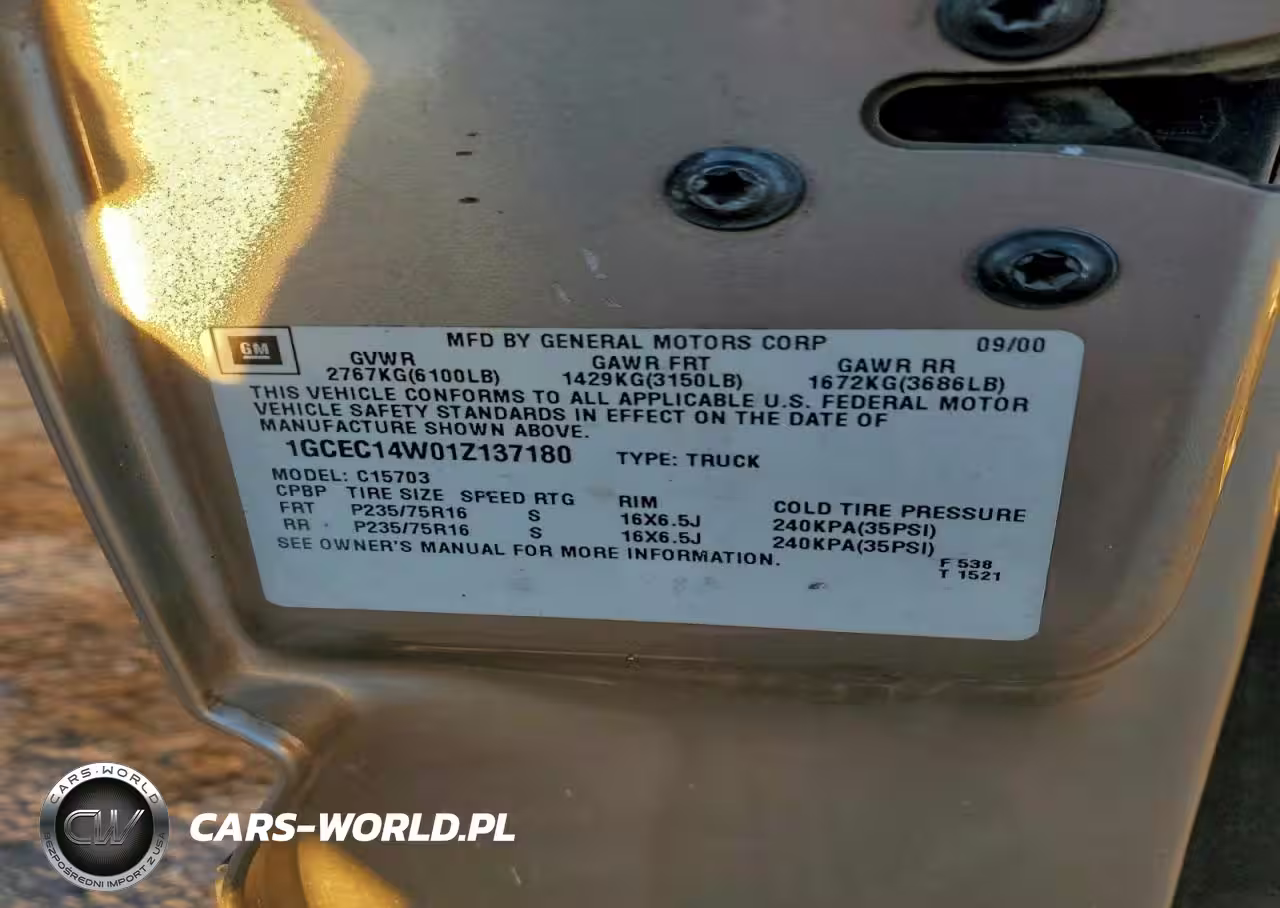 GM
MFD BY GENERAL MOTORS CORP 09/00
GVWR GAWR FRT GAWR RR
2767KG(6100LB) 1429KG(3150LB) 1672KG(3686LB)
THIS VEHICLE CONFORMS TO ALL APPLICABLE U.S. FEDERAL MOTOR
VEHICLE SAFETY STANDARDS IN EFFECT ON THE DATE OF
MANUFACTURE SHOWN ABOVE.
1GCEC14W01Z137180 TYPE: TRUCK
MODEL: C15703
CPBP TIRE SIZE SPEED RTG RIM COLD TIRE PRESSURE
FRT P235/75R16 S 16X6.5J 240KPA(35PSI)
RR P235/75R16 S 16X6.5J 240KPA(35PSI)
SEE OWNER'S MANUAL FOR MORE INFORMATION.
F 538
T 1521
CARS-WORLD
CW
BEZPOŚREDNI IMPORT Z USA
CARS-WORLD.PL